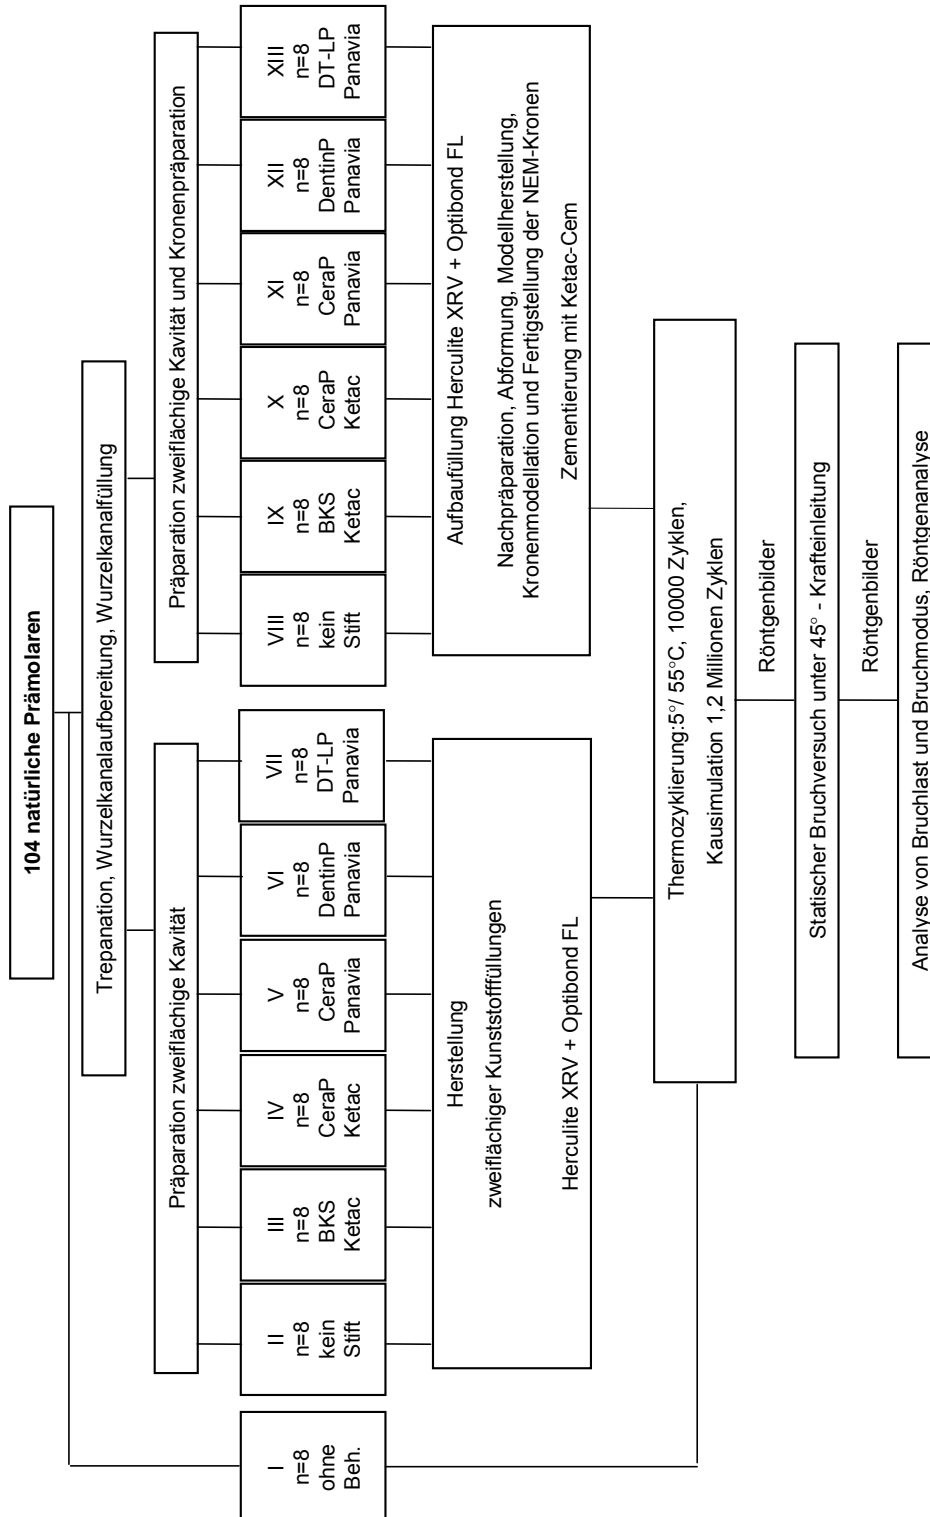 104 natürliche Prämolaren
Trepanation, Wurzelkanalaufbereitung, Wurzelkanalfüllung
Präparation zweiflächige Kavität
Präparation zweiflächige Kavität und Kronenpräparation
I
n=8
ohne
Beh.
II
n=8
kein
Stift
III
n=8
BKS
Ketac
IV
n=8
CeraP
Ketac
V
n=8
CeraP
Panavia
VI
n=8
DentinP
Panavia
VII
n=8
DT-LP
Panavia
VIII
n=8
kein
Stift
IX
n=8
BKS
Ketac
X
n=8
CeraP
Ketac
XI
n=8
CeraP
Panavia
XII
n=8
DentinP
Panavia
XIII
n=8
DT-LP
Panavia
Herstellung
zweiflächiger Kunststofffüllungen
Herculite XRV + Optibond FL
Aufbaufüllung Herculite XRV + Optibond FL
Nachpräparation, Abformung, Modellherstellung,
Kronenmodellation und Fertigstellung der NEM-Kronen
Zementierung mit Ketac-Cem
Thermozyklierung:5°/ 55°C, 10000 Zyklen,
Kausimulation 1,2 Millionen Zyklen
Röntgenbilder
Statischer Bruchversuch unter 45° - Krafteinleitung
Röntgenbilder
Analyse von Bruchlast und Bruchmodus, Röntgenanalyse